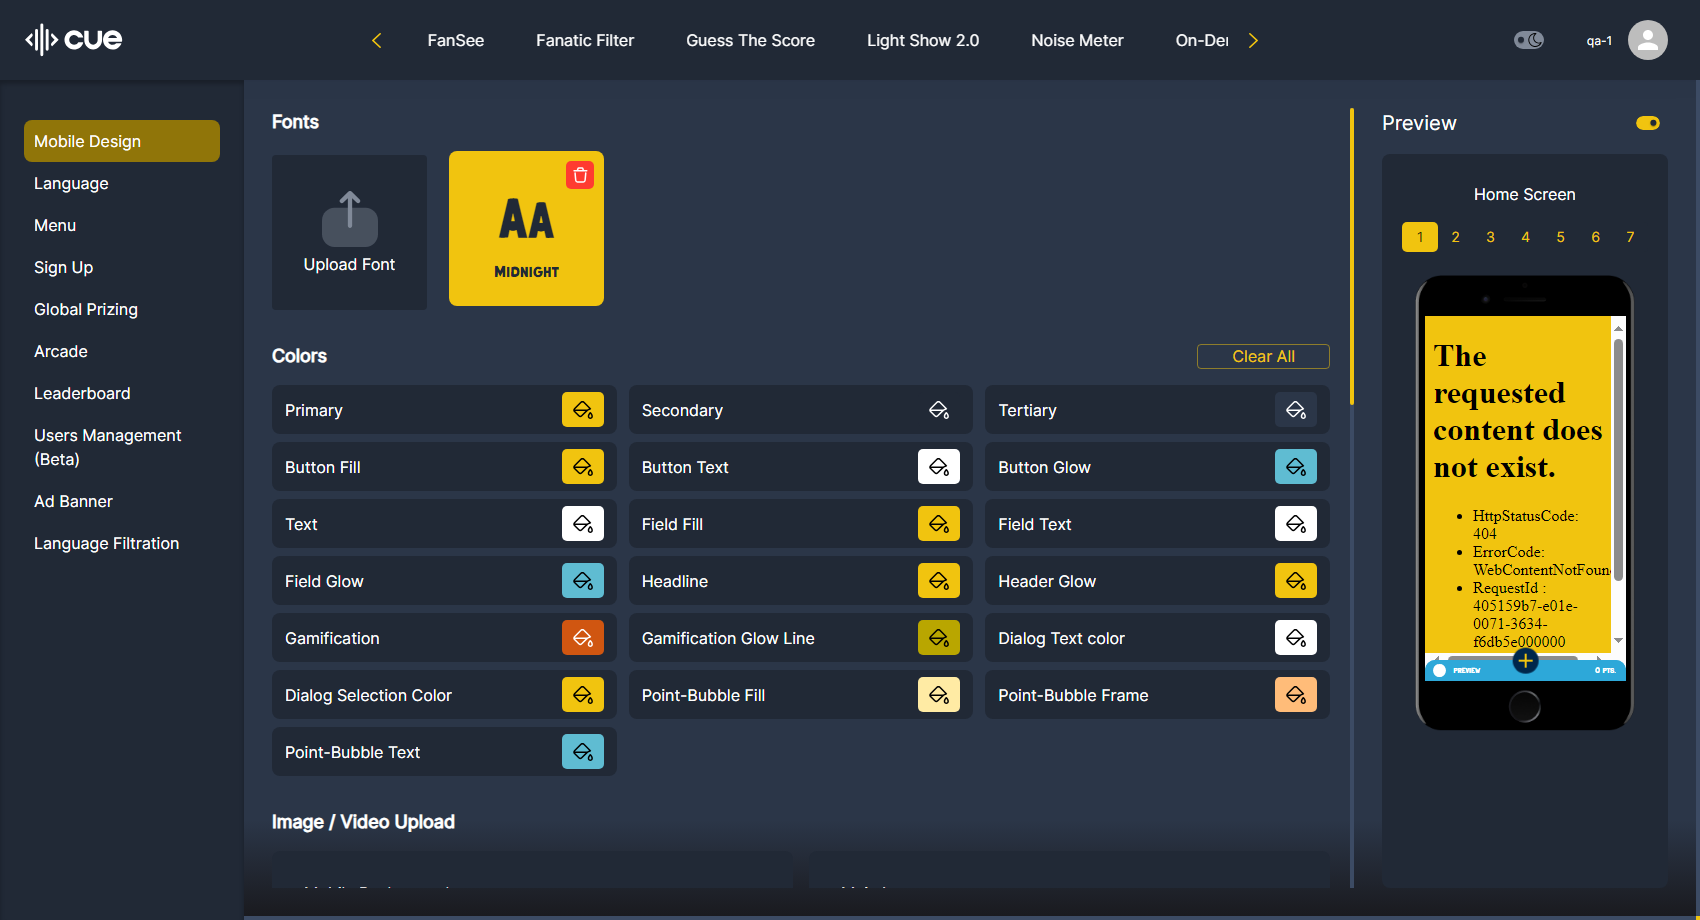 cue
FanSee
Fanatic Filter
Guess The Score
Light Show 2.0
Noise Meter
On-De
qa-1
Mobile Design
Language
Menu
Sign Up
Global Prizing
Arcade
Leaderboard
Users Management
(Beta)
Ad Banner
Language Filtration
Fonts
Upload Font
AA
MIDNIGHT
Colors
Clear All
Primary
Secondary
Tertiary
Button Fill
Button Text
Button Glow
Text
Field Fill
Field Text
Field Glow
Headline
Header Glow
Gamification
Gamification Glow Line
Dialog Text color
Dialog Selection Color
Point-Bubble Fill
Point-Bubble Frame
Point-Bubble Text
Image / Video Upload
Preview
Home Screen
1 2 3 4 5 6 7
The
requested
content does
not exist.
• HttpStatusCode:
404
• ErrorCode:
WebContentNotFoun
• RequestId :
405159b7-e01e-
0071-3634-
f6db5e000000
PREVIEW
0 PTS.